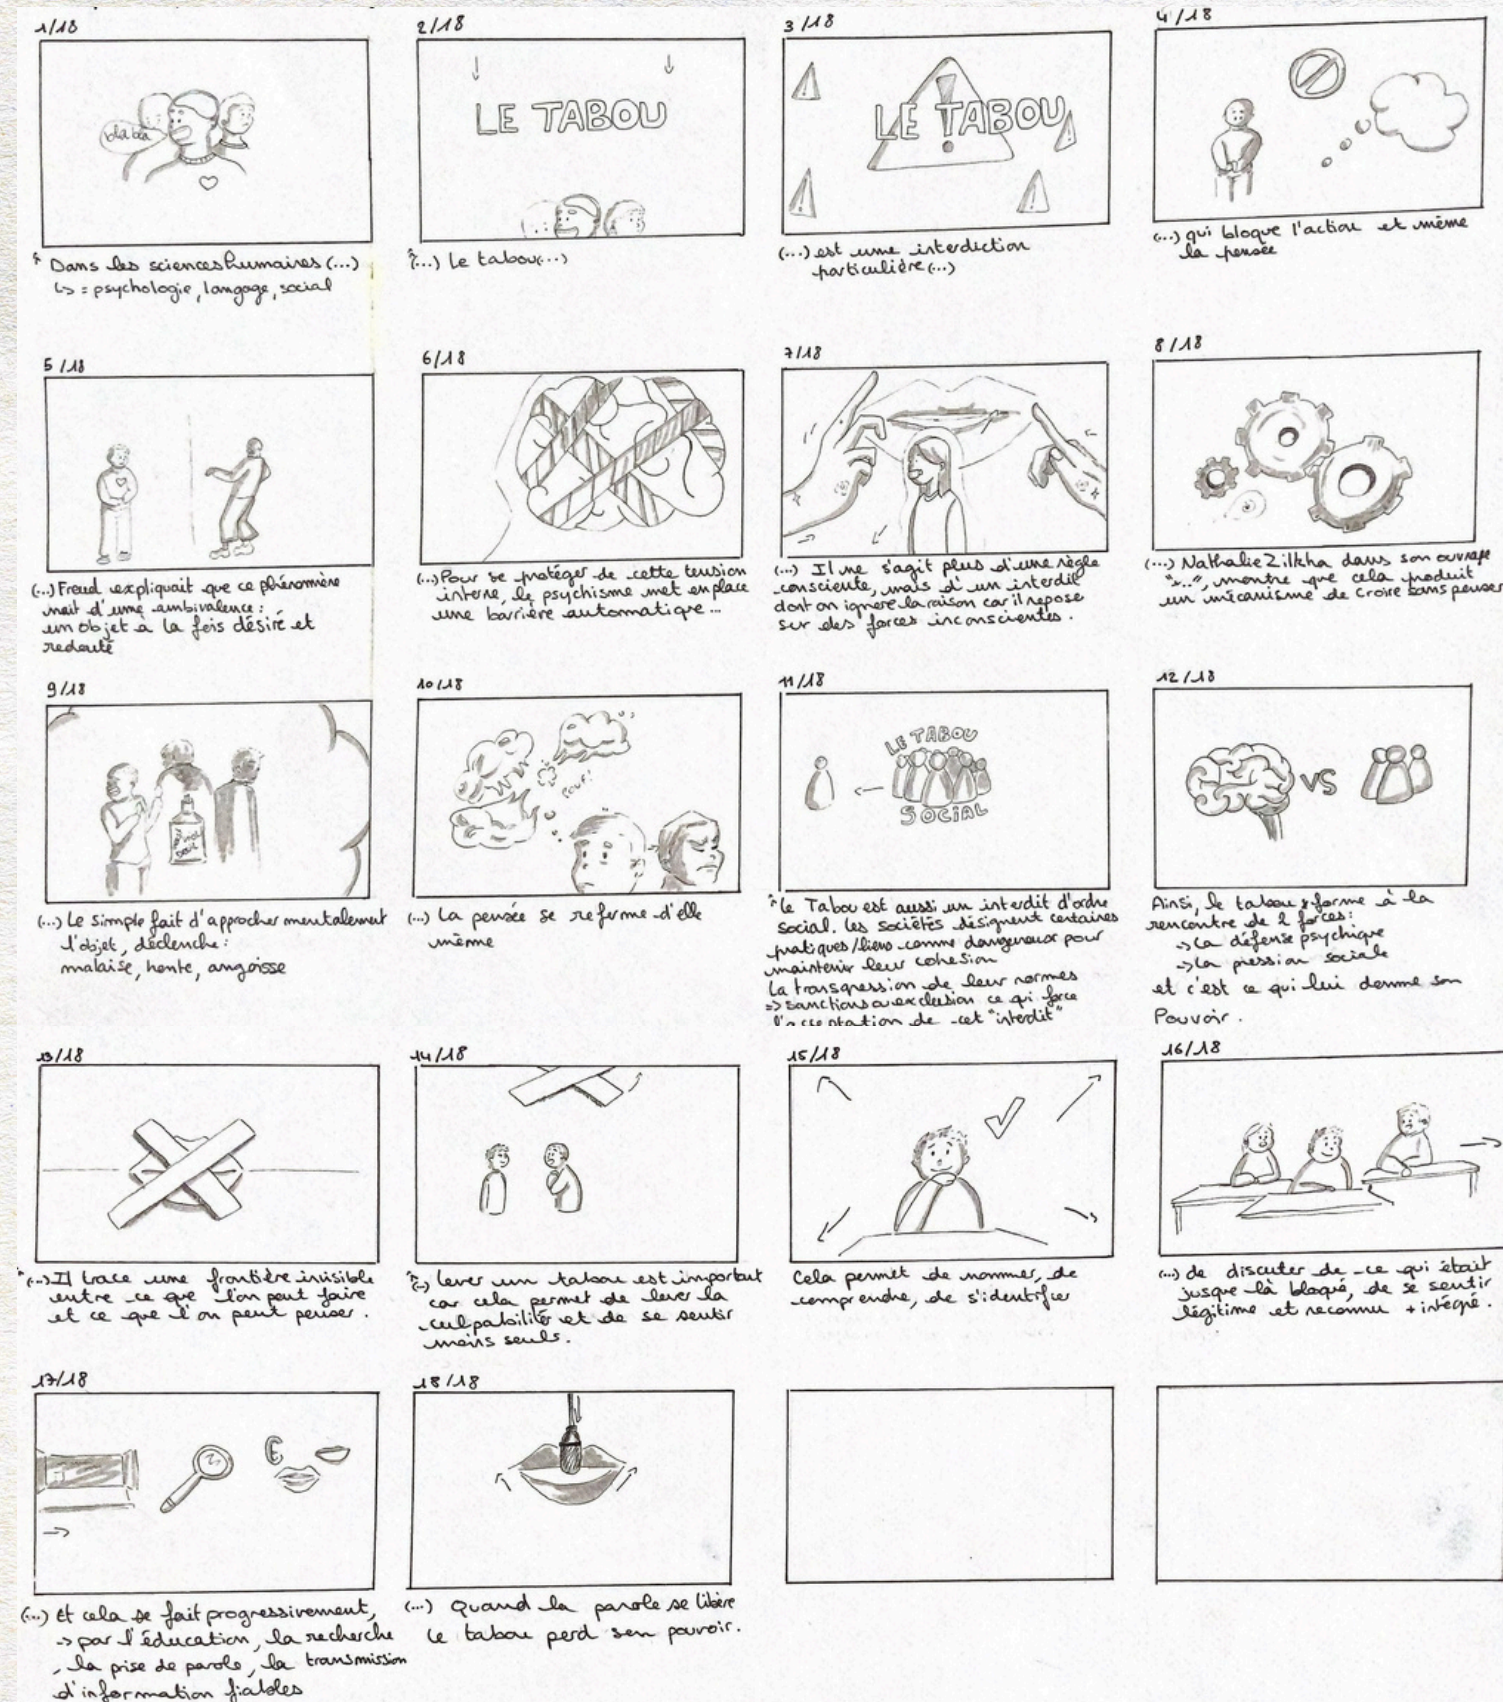 1/18
bla bla
* Dans les sciences humaines (...)
↳ = psychologie, langage, social
2/18
LE TABOU
* (...) Le tabou (...)
3/18
LE TABOU
(...) est une interdiction
particulière (...)
4/18
(...) qui bloque l'action et même
la pensée
5/18
(...) Freud expliquait que ce phénomène
nait d'une ambivalence :
un objet à la fois désiré et
redouté
6/18
(...) Pour se protéger de cette tension
interne, le psychisme met en place
une barrière automatique ...
7/18
(...) Il ne s'agit plus d'une règle
consciente, mais d'un interdit
dont on ignore la raison car il repose
sur des forces inconscientes.
8/18
(...) Nathalie Zilkha dans son ouvrage
"...", montre que cela produit
un mécanisme de croire sans penser
9/18
(...) Le simple fait d'approcher mentalement
l'objet, déclenche :
malaise, honte, angoisse
10/18
POUF!
(...) La pensée se referme d'elle
même
11/18
LE TABOU
SOCIAL
* Le Tabou est aussi un interdit d'ordre
social. Les sociétés désignent certaines
pratiques/liens comme dangereux pour
maintenir leur cohésion
La transgression de leur normes
=> sanctions ou exclusion ce qui force
l'acceptation de cet "interdit"
12/18
VS
Ainsi, le tabou se forme à la
rencontre de 2 forces :
-> La défense psychique
-> La pression sociale
et c'est ce qui lui donne son
Pouvoir.
13/18
* (...) Il trace une frontière invisible
entre ce que l'on peut faire
et ce que l'on peut penser.
14/18
* (...) Lever un tabou est important
car cela permet de lever la
culpabilité et de se sentir
moins seuls.
15/18
Cela permet de nommer, de
comprendre, de s'identifier
16/18
(...) de discuter de ce qui était
jusque là bloqué, de se sentir
légitime et reconnu + intégré.
17/18
(...) Et cela se fait progressivement,
-> par l'éducation, la recherche
, la prise de parole, la transmission
d'information fiables
18/18
(...) Quand la parole se libère
le tabou perd son pouvoir.